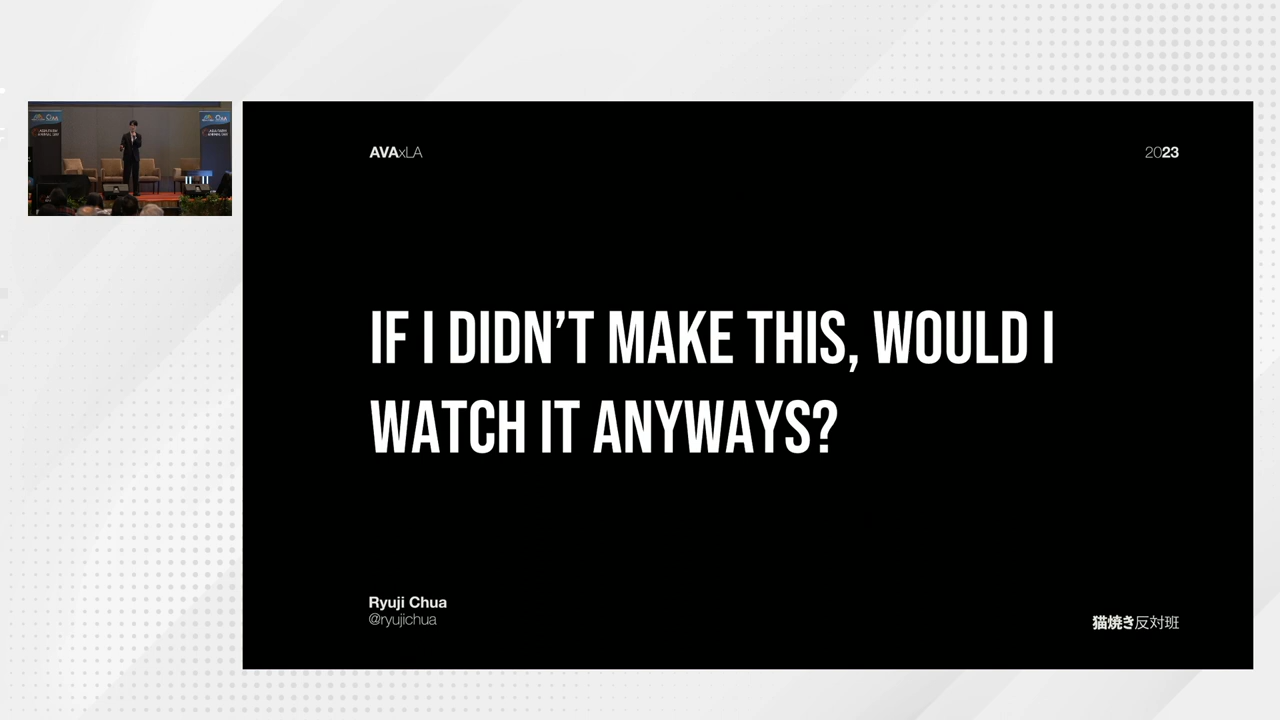 AVAxLA
2023
IF I DIDN’T MAKE THIS, WOULD I
WATCH IT ANYWAYS?
Ryuji Chua
@ryujichua
猫焼き反対班